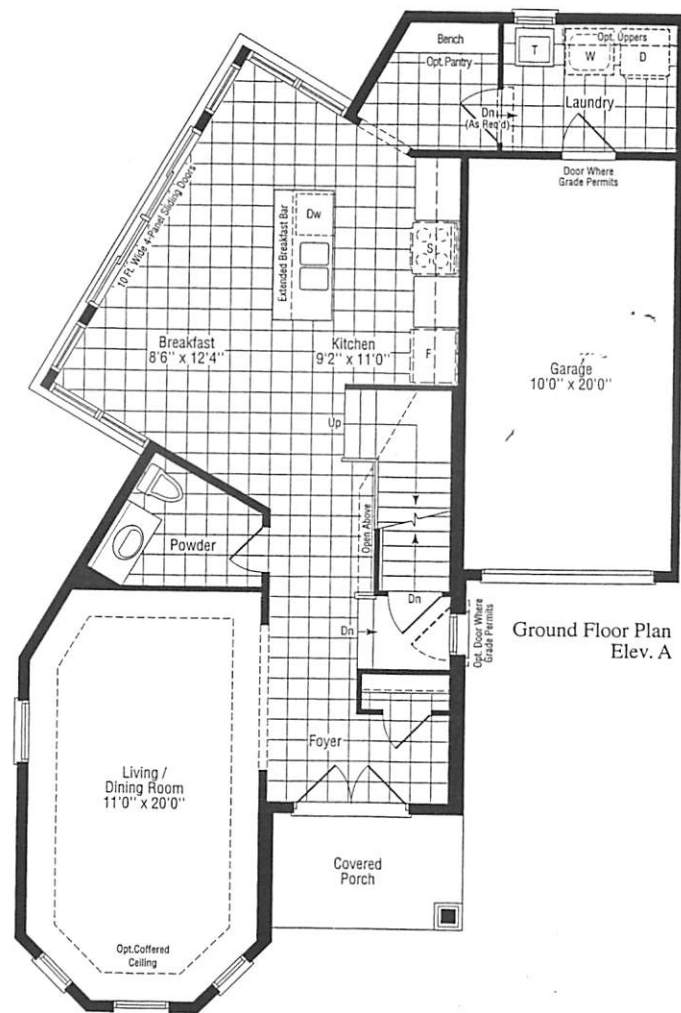 Bench
Opt. Pantry
T
Opt. Uppers
W
D
Laundry
Dn
(As Req'd)
Door Where
Grade Permits
10 Ft. Wide 4-Panel Sliding Doors
Extended Breakfast Bar
Dw
S
F
Breakfast
8'6'' x 12'4''
Kitchen
9'2'' x 11'0''
Garage
10'0'' x 20'0''
Up
Open Above
Powder
Dn
Dn
Opt. Door Where
Grade Permits
Ground Floor Plan
Elev. A
Foyer
Living /
Dining Room
11'0'' x 20'0''
Covered
Porch
Opt.Coffered
Ceiling